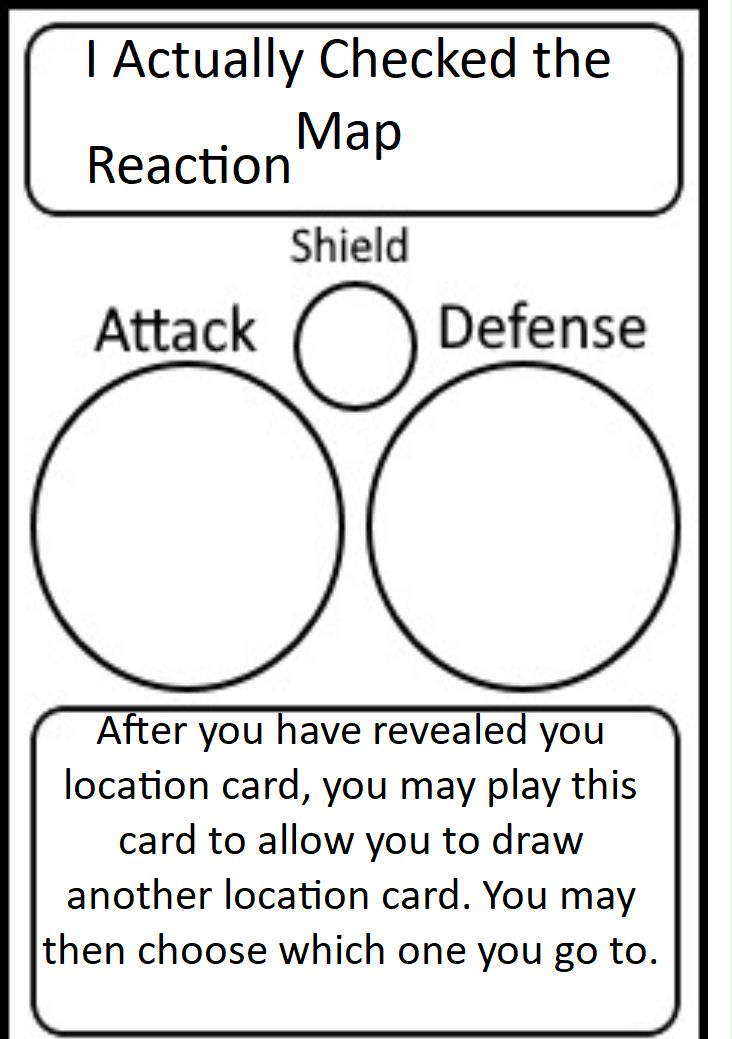 I Actually Checked the
Map
Reaction
Shield
Attack
Defense
After you have revealed you
location card, you may play this
card to allow you to draw
another location card. You may
then choose which one you go to.